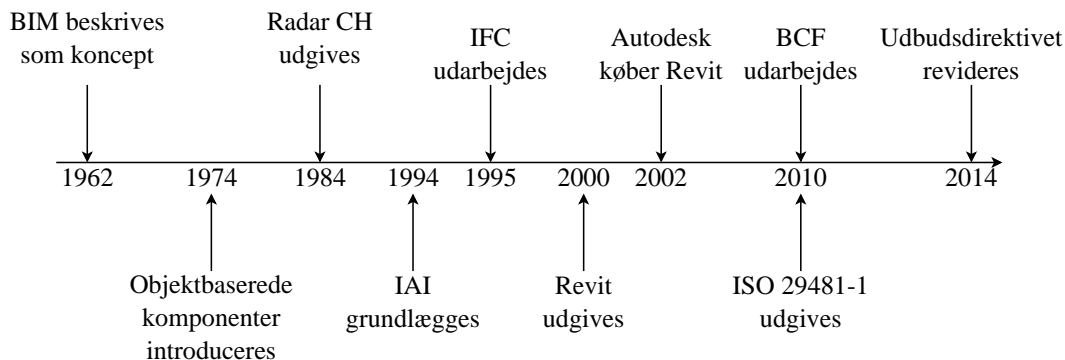 BIM beskrives
som koncept
Radar CH
udgives
IFC
udarbejdes
Autodesk
køber Revit
BCF
udarbejdes
Udbudsdirektivet
revideres
1962 1974 1984 1994 1995 2000 2002 2010 2014
Objektbaserede
komponenter
introduceres
IAI
grundlægges
Revit
udgives
ISO 29481-1
udgives